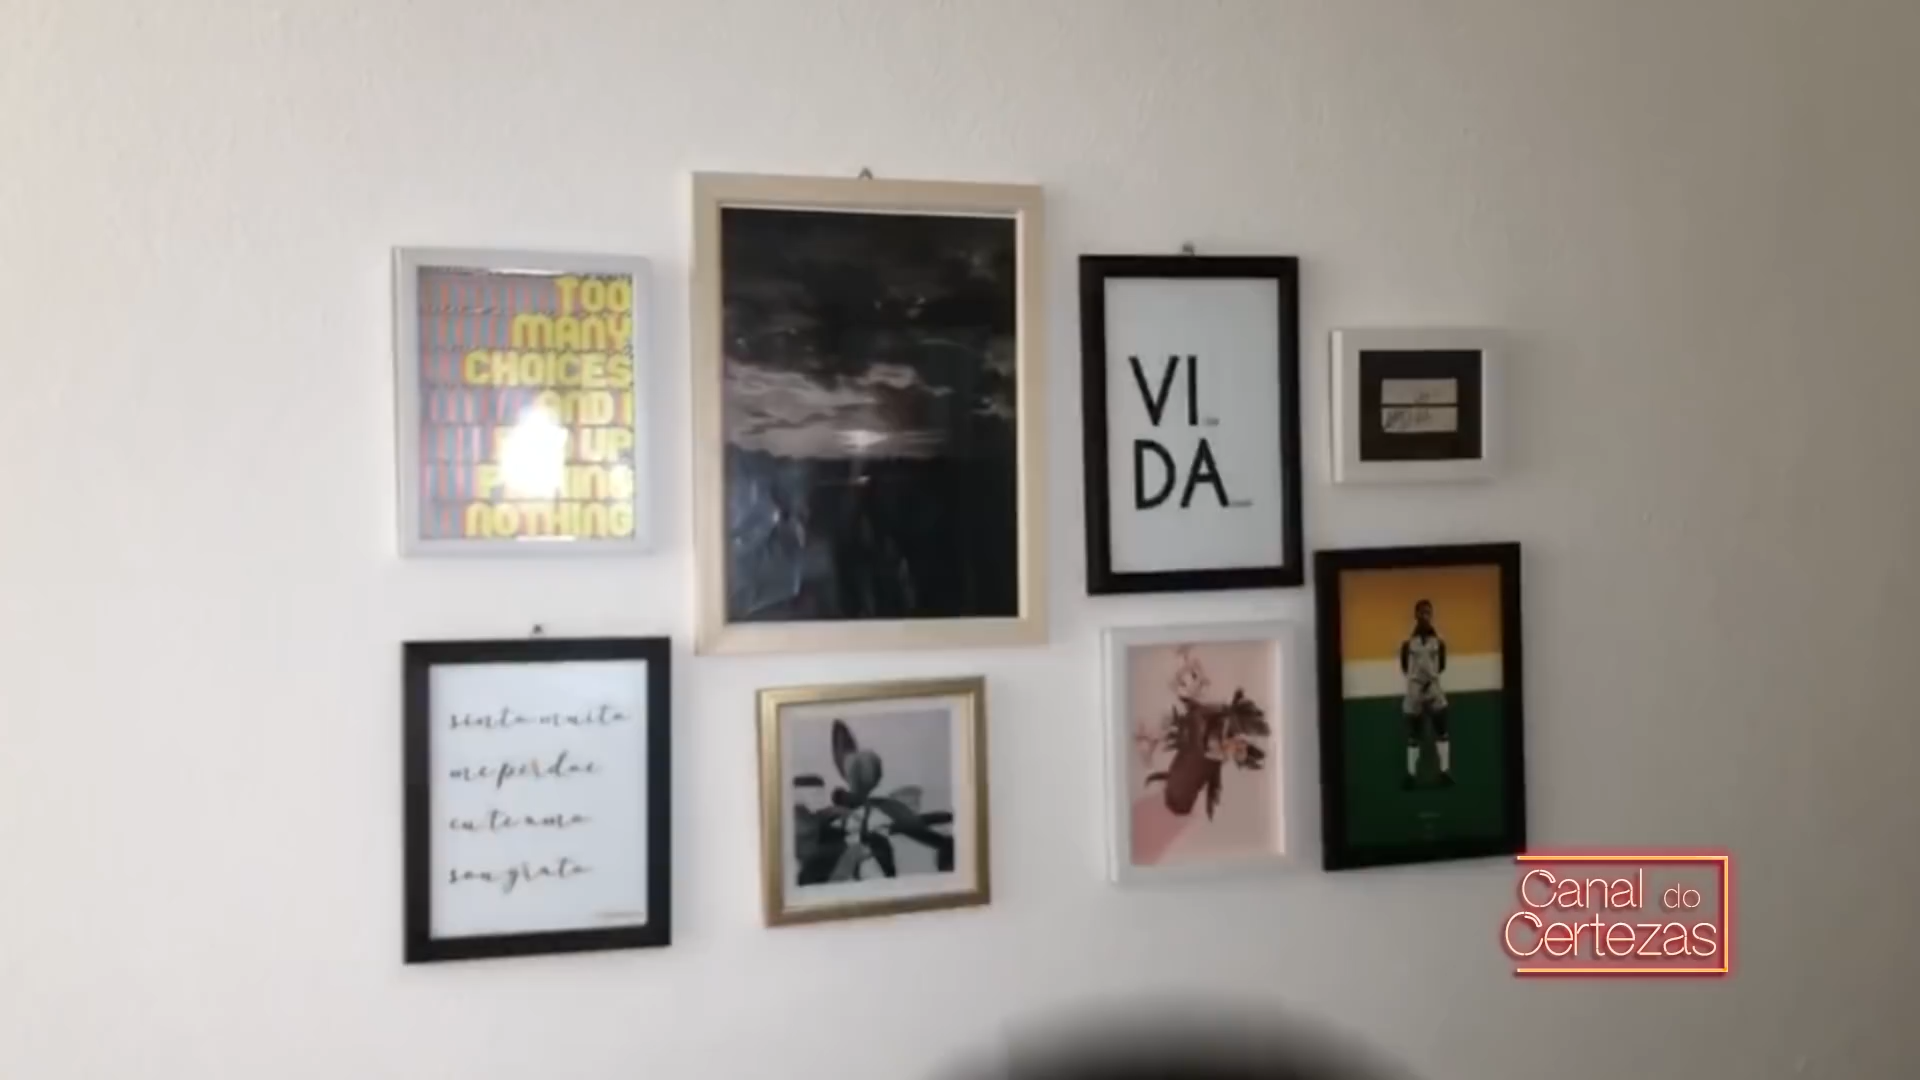 TOO
MANY
CHOICES
AND I
UP
NOTHING
VI
DA
sinto muito
me perdoe
eu te amo
sou grato
Canal do
Certezas